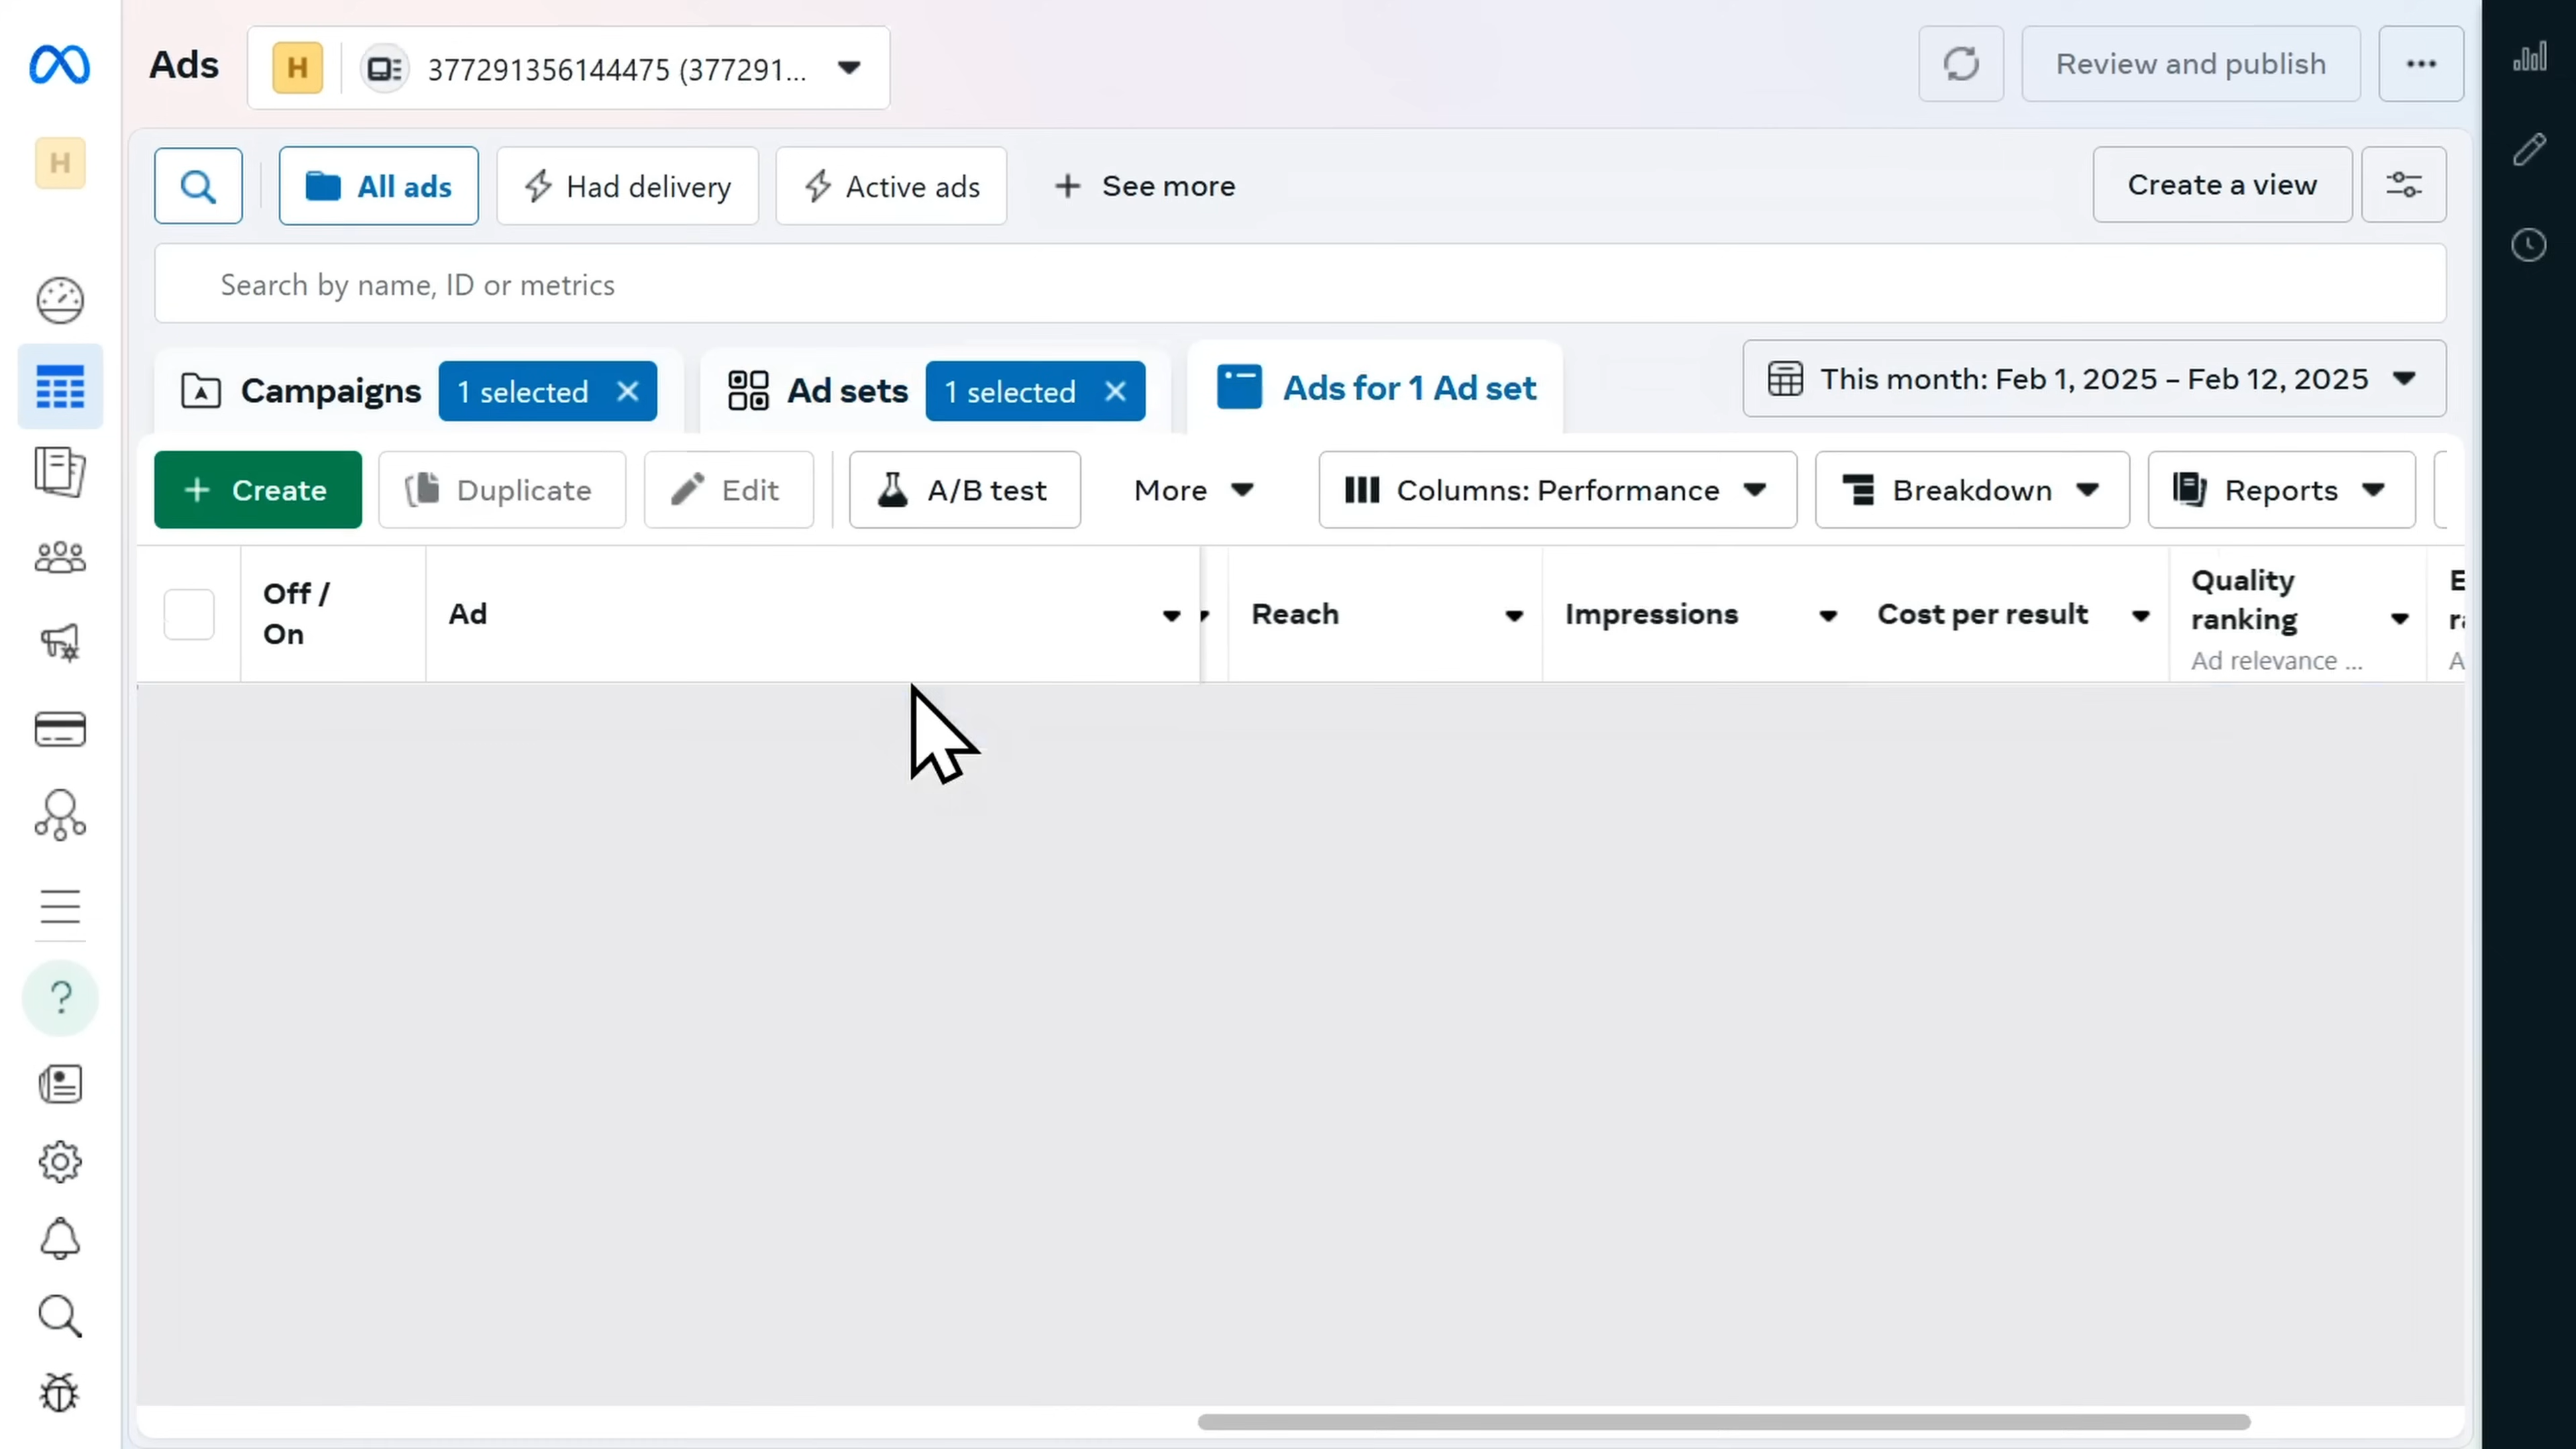 Ads
H
377291356144475 (377291...
Review and publish
H
All ads
Had delivery
Active ads
+ See more
Create a view
Search by name, ID or metrics
Campaigns
1 selected
Ad sets
1 selected
Ads for 1 Ad set
This month: Feb 1, 2025 – Feb 12, 2025
+ Create
Duplicate
Edit
A/B test
More
Columns: Performance
Breakdown
Reports
Off /
On
Ad
Reach
Impressions
Cost per result
Quality
ranking
Ad relevance ...
?